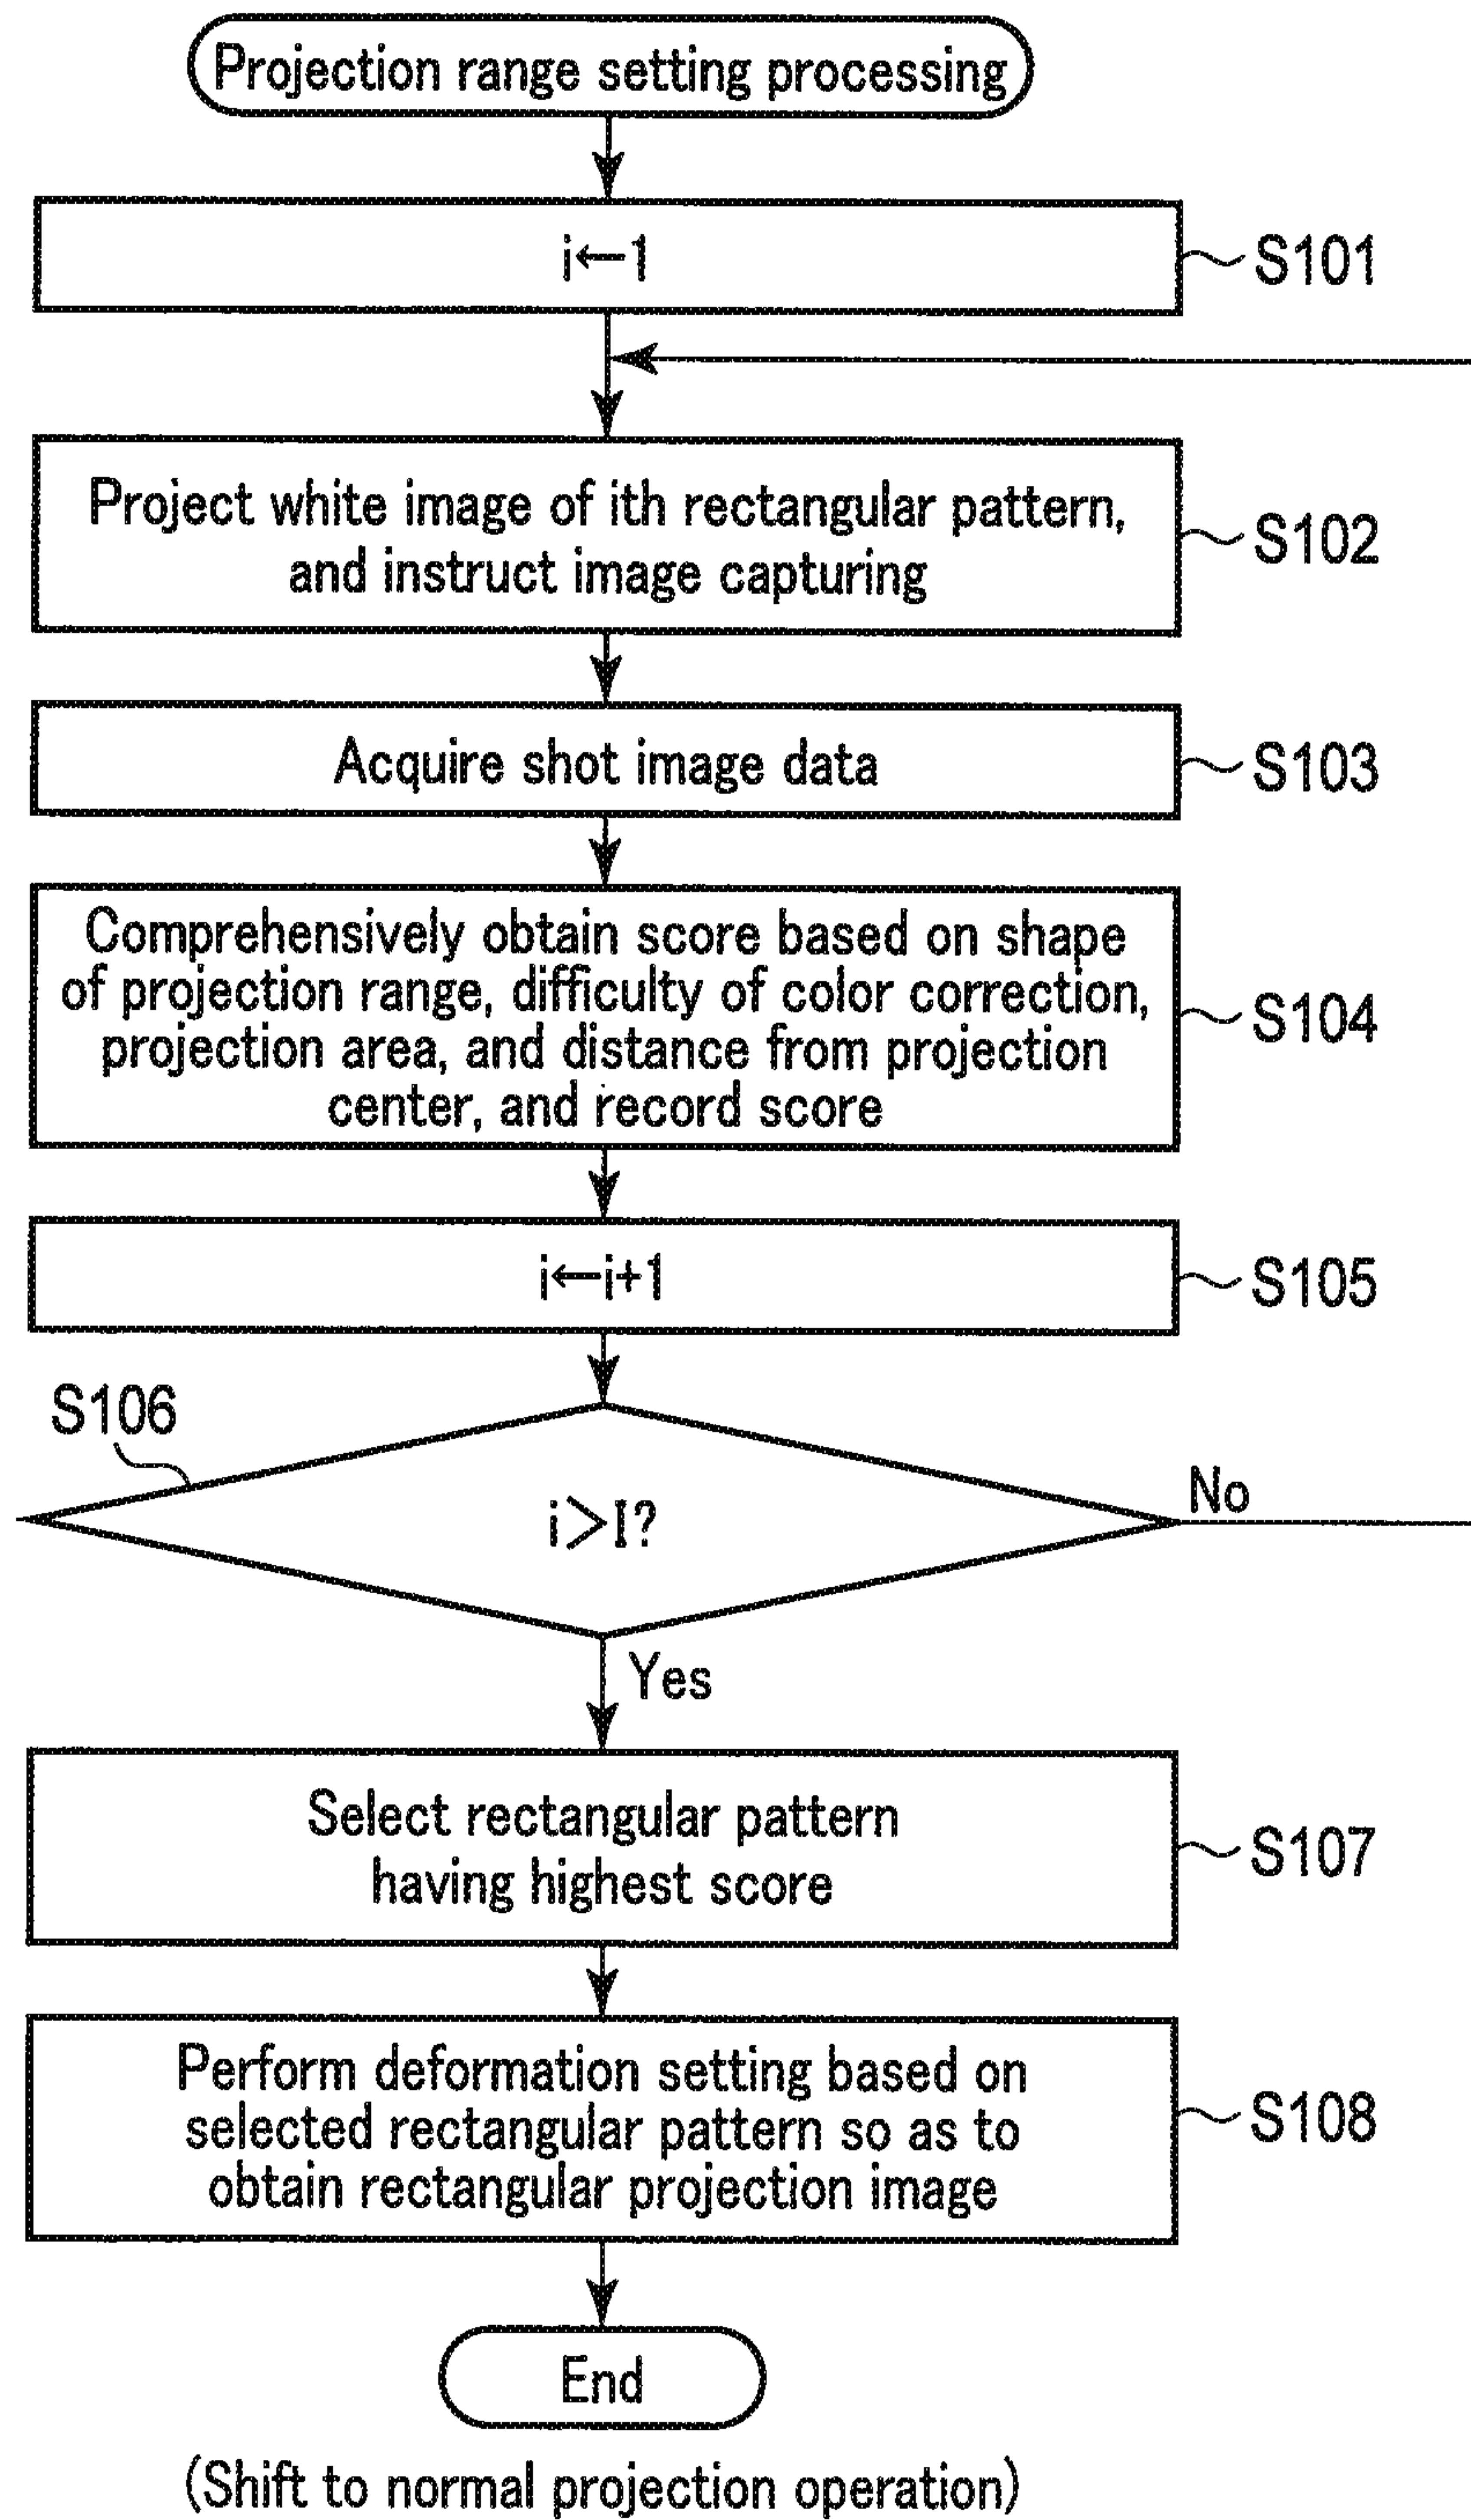 Projection range setting processing
i←1
S101
Project white image of ith rectangular pattern,
and instruct image capturing
S102
Acquire shot image data
S103
Comprehensively obtain score based on shape
of projection range, difficulty of color correction,
projection area, and distance from projection
center, and record score
S104
i←i+1
S105
S106
i>I?
No
Yes
Select rectangular pattern
having highest score
S107
Perform deformation setting based on
selected rectangular pattern so as to
obtain rectangular projection image
S108
End
(Shift to normal projection operation)